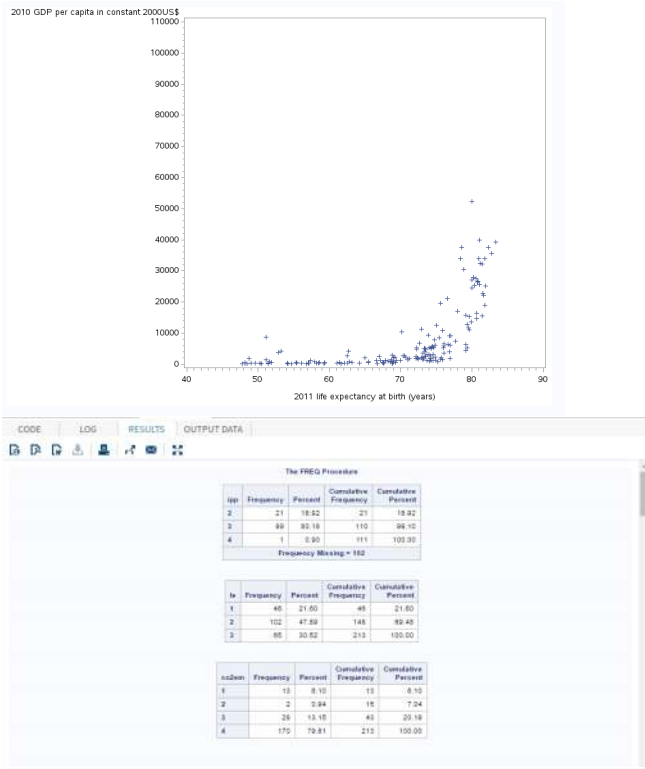 2010 GDP per capita in constant 2000US$
110000
100000
90000
80000
70000
60000
50000
40000
30000
20000
10000
0
40 50 60 70 80 90
2011 life expectancy at birth (years)
CODE LOG RESULTS OUTPUT DATA
The FREQ Procedure
ipp Frequency Percent Cumulative Frequency Cumulative Percent
2 21 18.92 21 18.92
3 89 80.18 110 99.10
4 1 0.90 111 100.00
Frequency Missing = 102
le Frequency Percent Cumulative Frequency Cumulative Percent
1 46 21.60 46 21.60
2 102 47.89 148 69.48
3 65 30.52 213 100.00
co2em Frequency Percent Cumulative Frequency Cumulative Percent
1 13 6.10 13 6.10
2 2 0.94 15 7.04
3 28 13.15 43 20.19
4 170 79.81 213 100.00